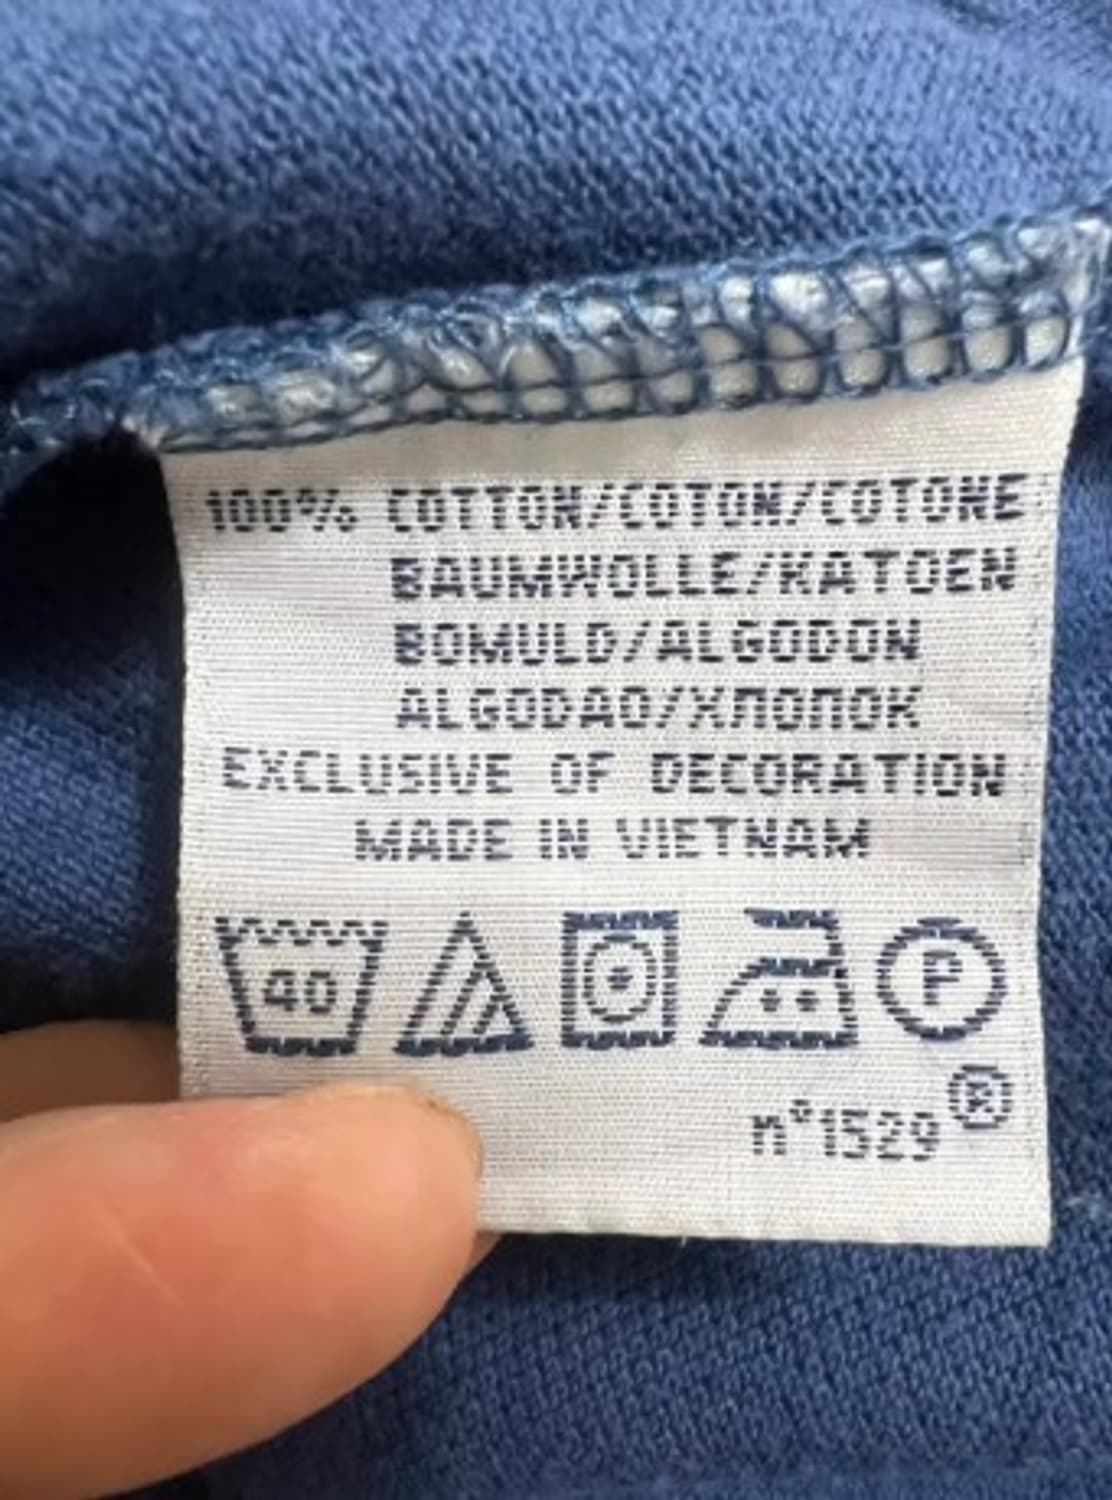 100% COTTON/COTON/COTONE
BAUMWOLLE/KATOEN
BOMULD/ALGODON
ALGODAO/ХЛОПОК
EXCLUSIVE OF DECORATION
MADE IN VIETNAM
40 P
n°1529®